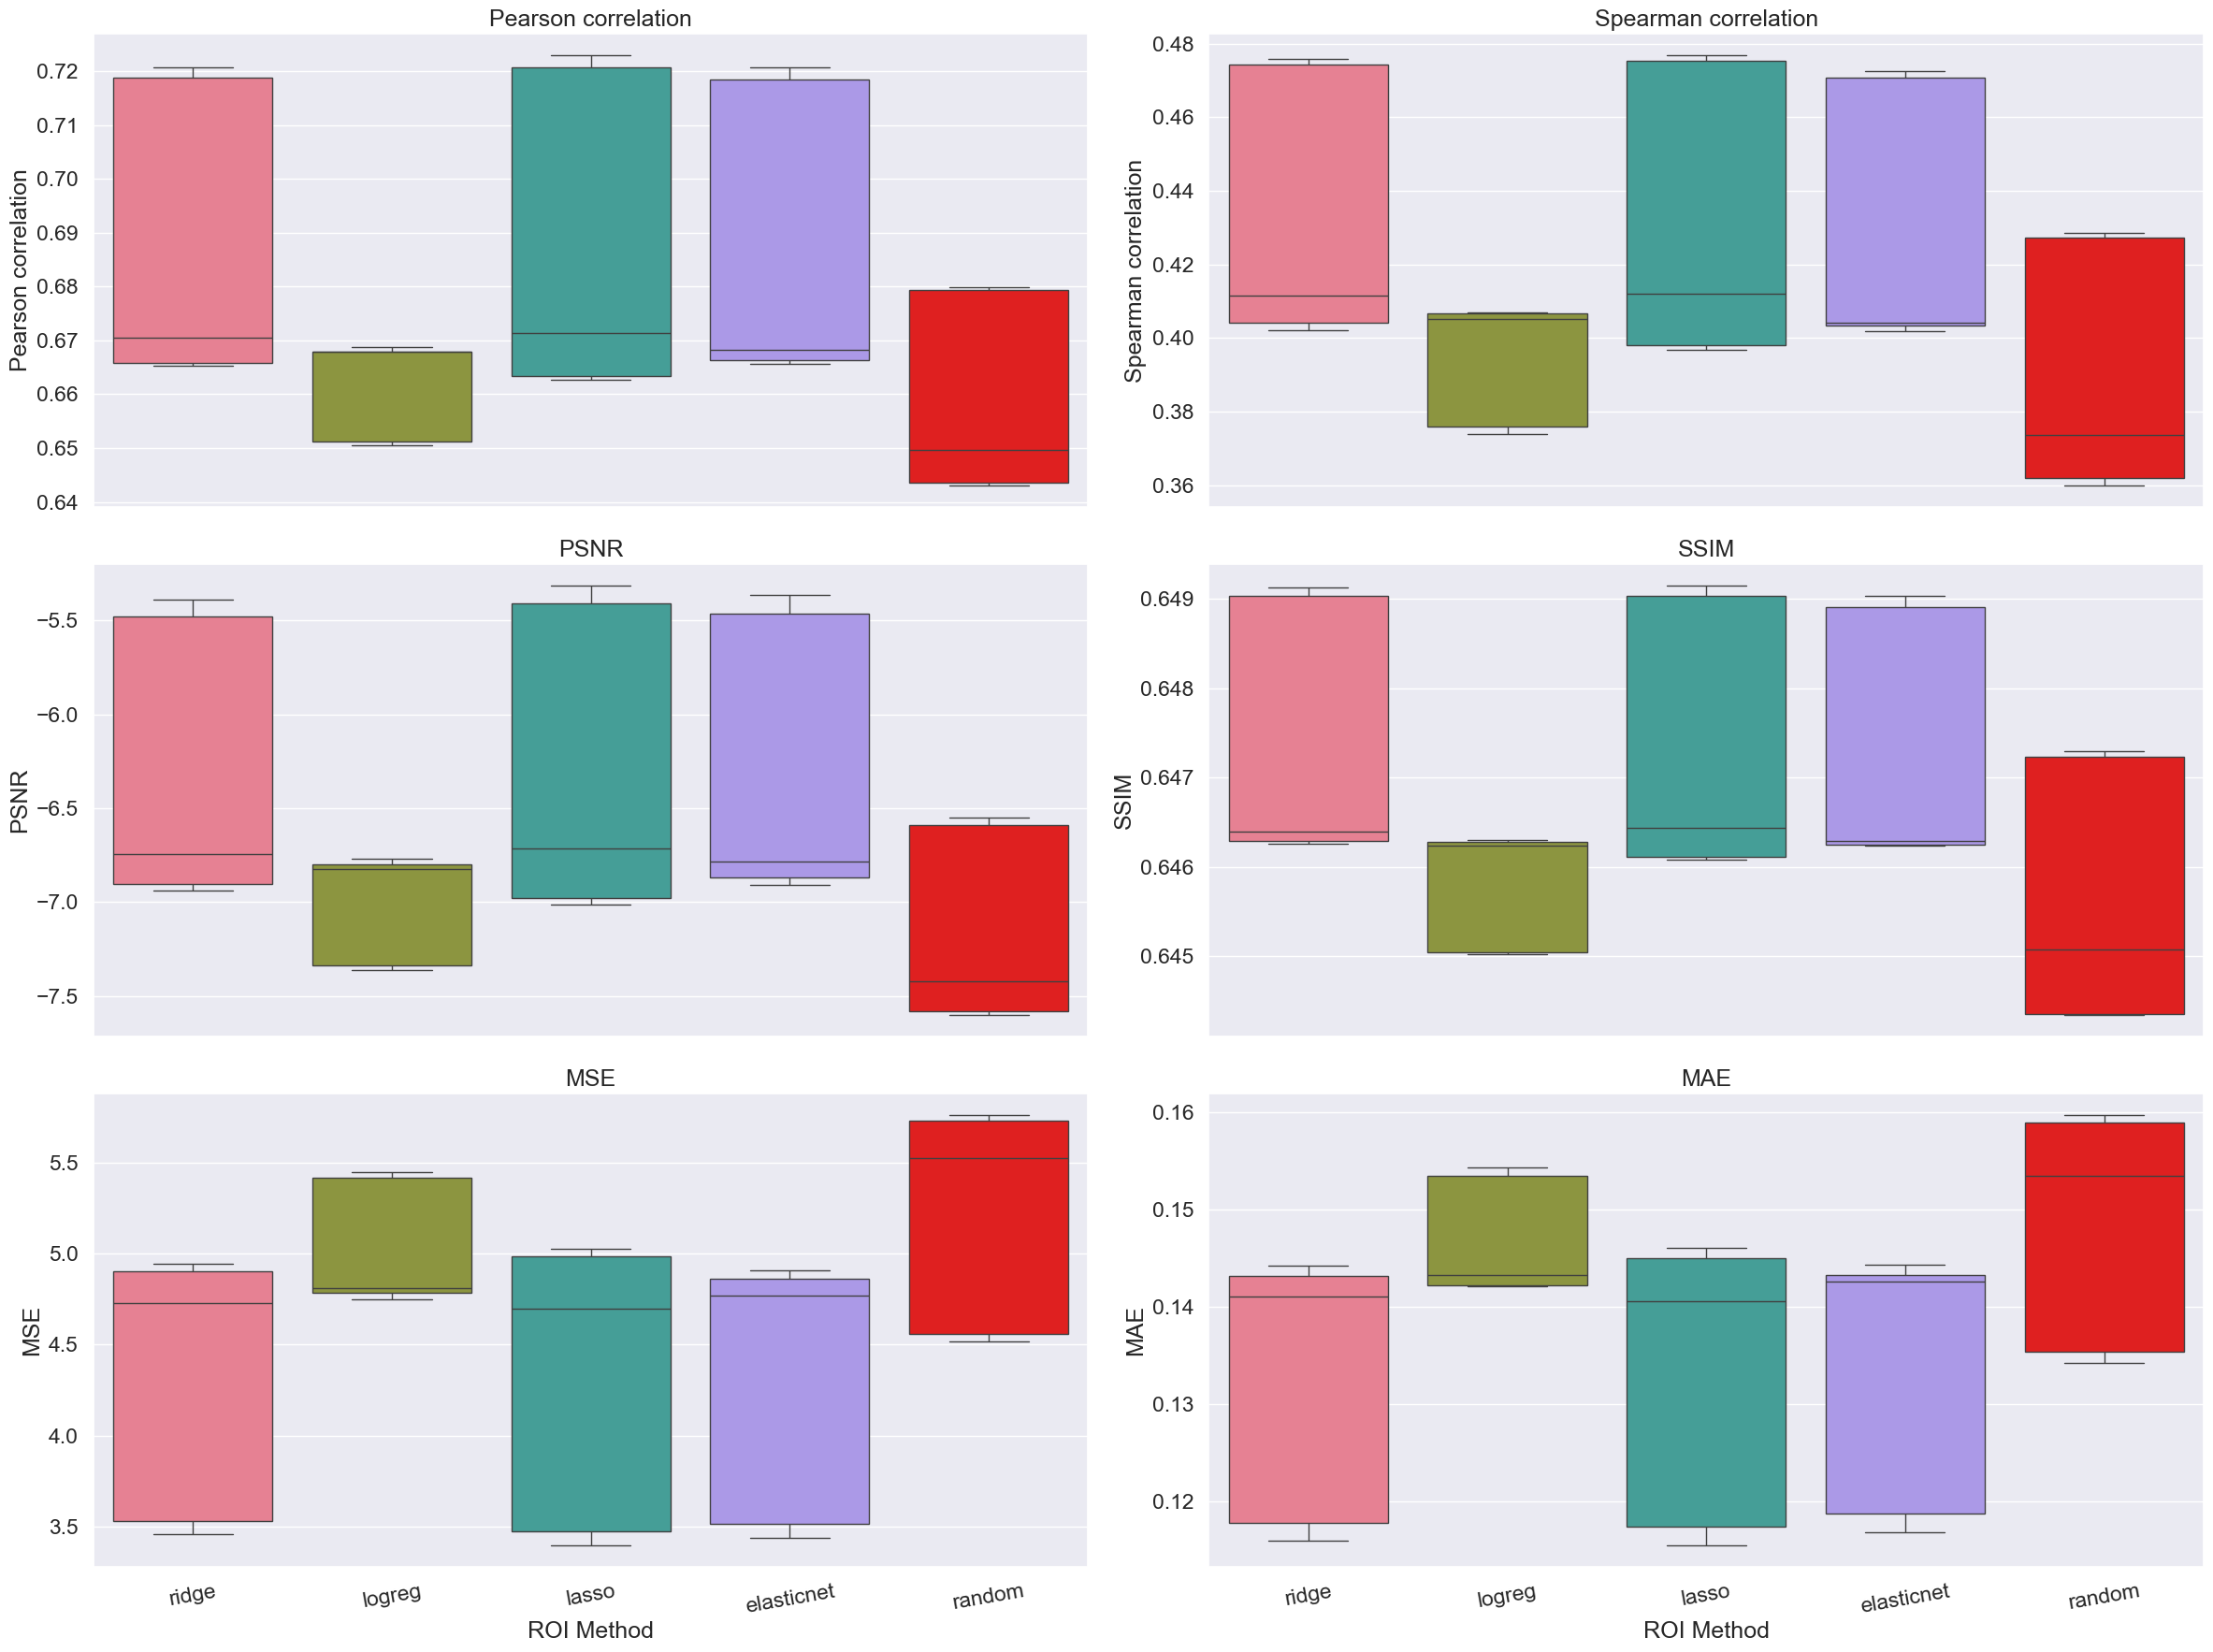 Pearson correlation
Pearson correlation
0.72
0.71
0.70
0.69
0.68
0.67
0.66
0.65
0.64
Spearman correlation
Spearman correlation
0.48
0.46
0.44
0.42
0.40
0.38
0.36
PSNR
PSNR
−5.5
−6.0
−6.5
−7.0
−7.5
SSIM
SSIM
0.649
0.648
0.647
0.646
0.645
MSE
MSE
5.5
5.0
4.5
4.0
3.5
ridge logreg lasso elasticnet random
ROI Method
MAE
MAE
0.16
0.15
0.14
0.13
0.12
ridge logreg lasso elasticnet random
ROI Method